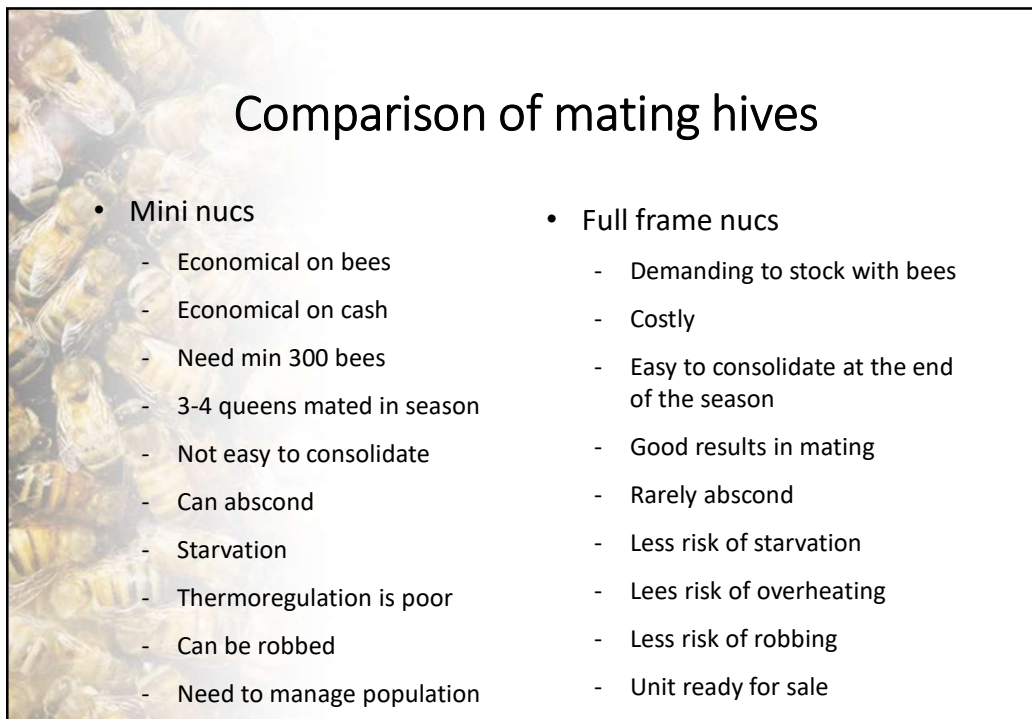 Comparison of mating hives
• Mini nucs
- Economical on bees
- Economical on cash
- Need min 300 bees
- 3-4 queens mated in season
- Not easy to consolidate
- Can abscond
- Starvation
- Thermoregulation is poor
- Can be robbed
- Need to manage population
• Full frame nucs
- Demanding to stock with bees
- Costly
- Easy to consolidate at the end
of the season
- Good results in mating
- Rarely abscond
- Less risk of starvation
- Lees risk of overheating
- Less risk of robbing
- Unit ready for sale